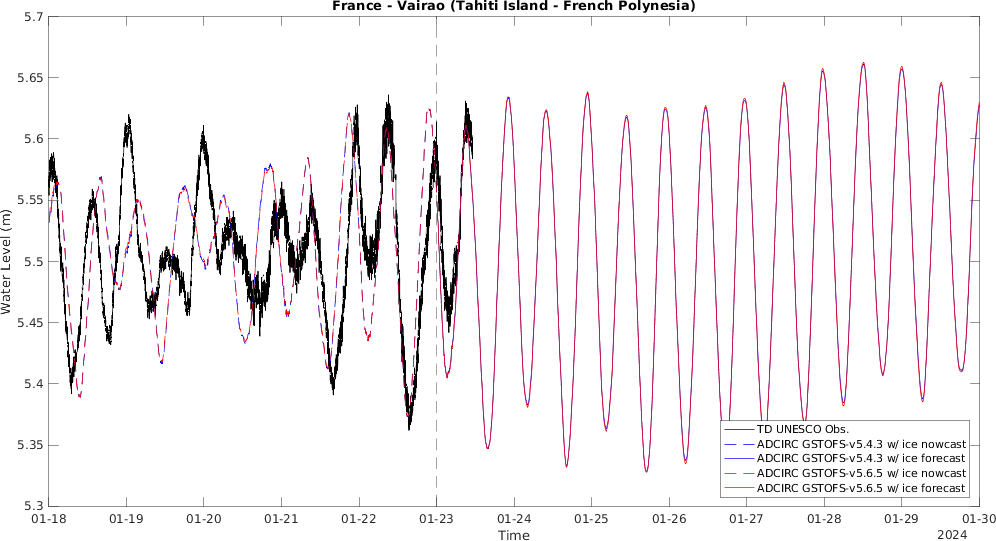 France - Vairao (Tahiti Island - French Polynesia)
5.7
5.65
5.6
5.55
5.5
5.45
5.4
5.35
5.3
Water Level (m)
TD UNESCO Obs.
ADCIRC GSTOFS-v5.4.3 w/ ice nowcast
ADCIRC GSTOFS-v5.4.3 w/ ice forecast
ADCIRC GSTOFS-v5.6.5 w/ ice nowcast
ADCIRC GSTOFS-v5.6.5 w/ ice forecast
01-18 01-19 01-20 01-21 01-22 01-23 01-24 01-25 01-26 01-27 01-28 01-29 01-30
Time
2024